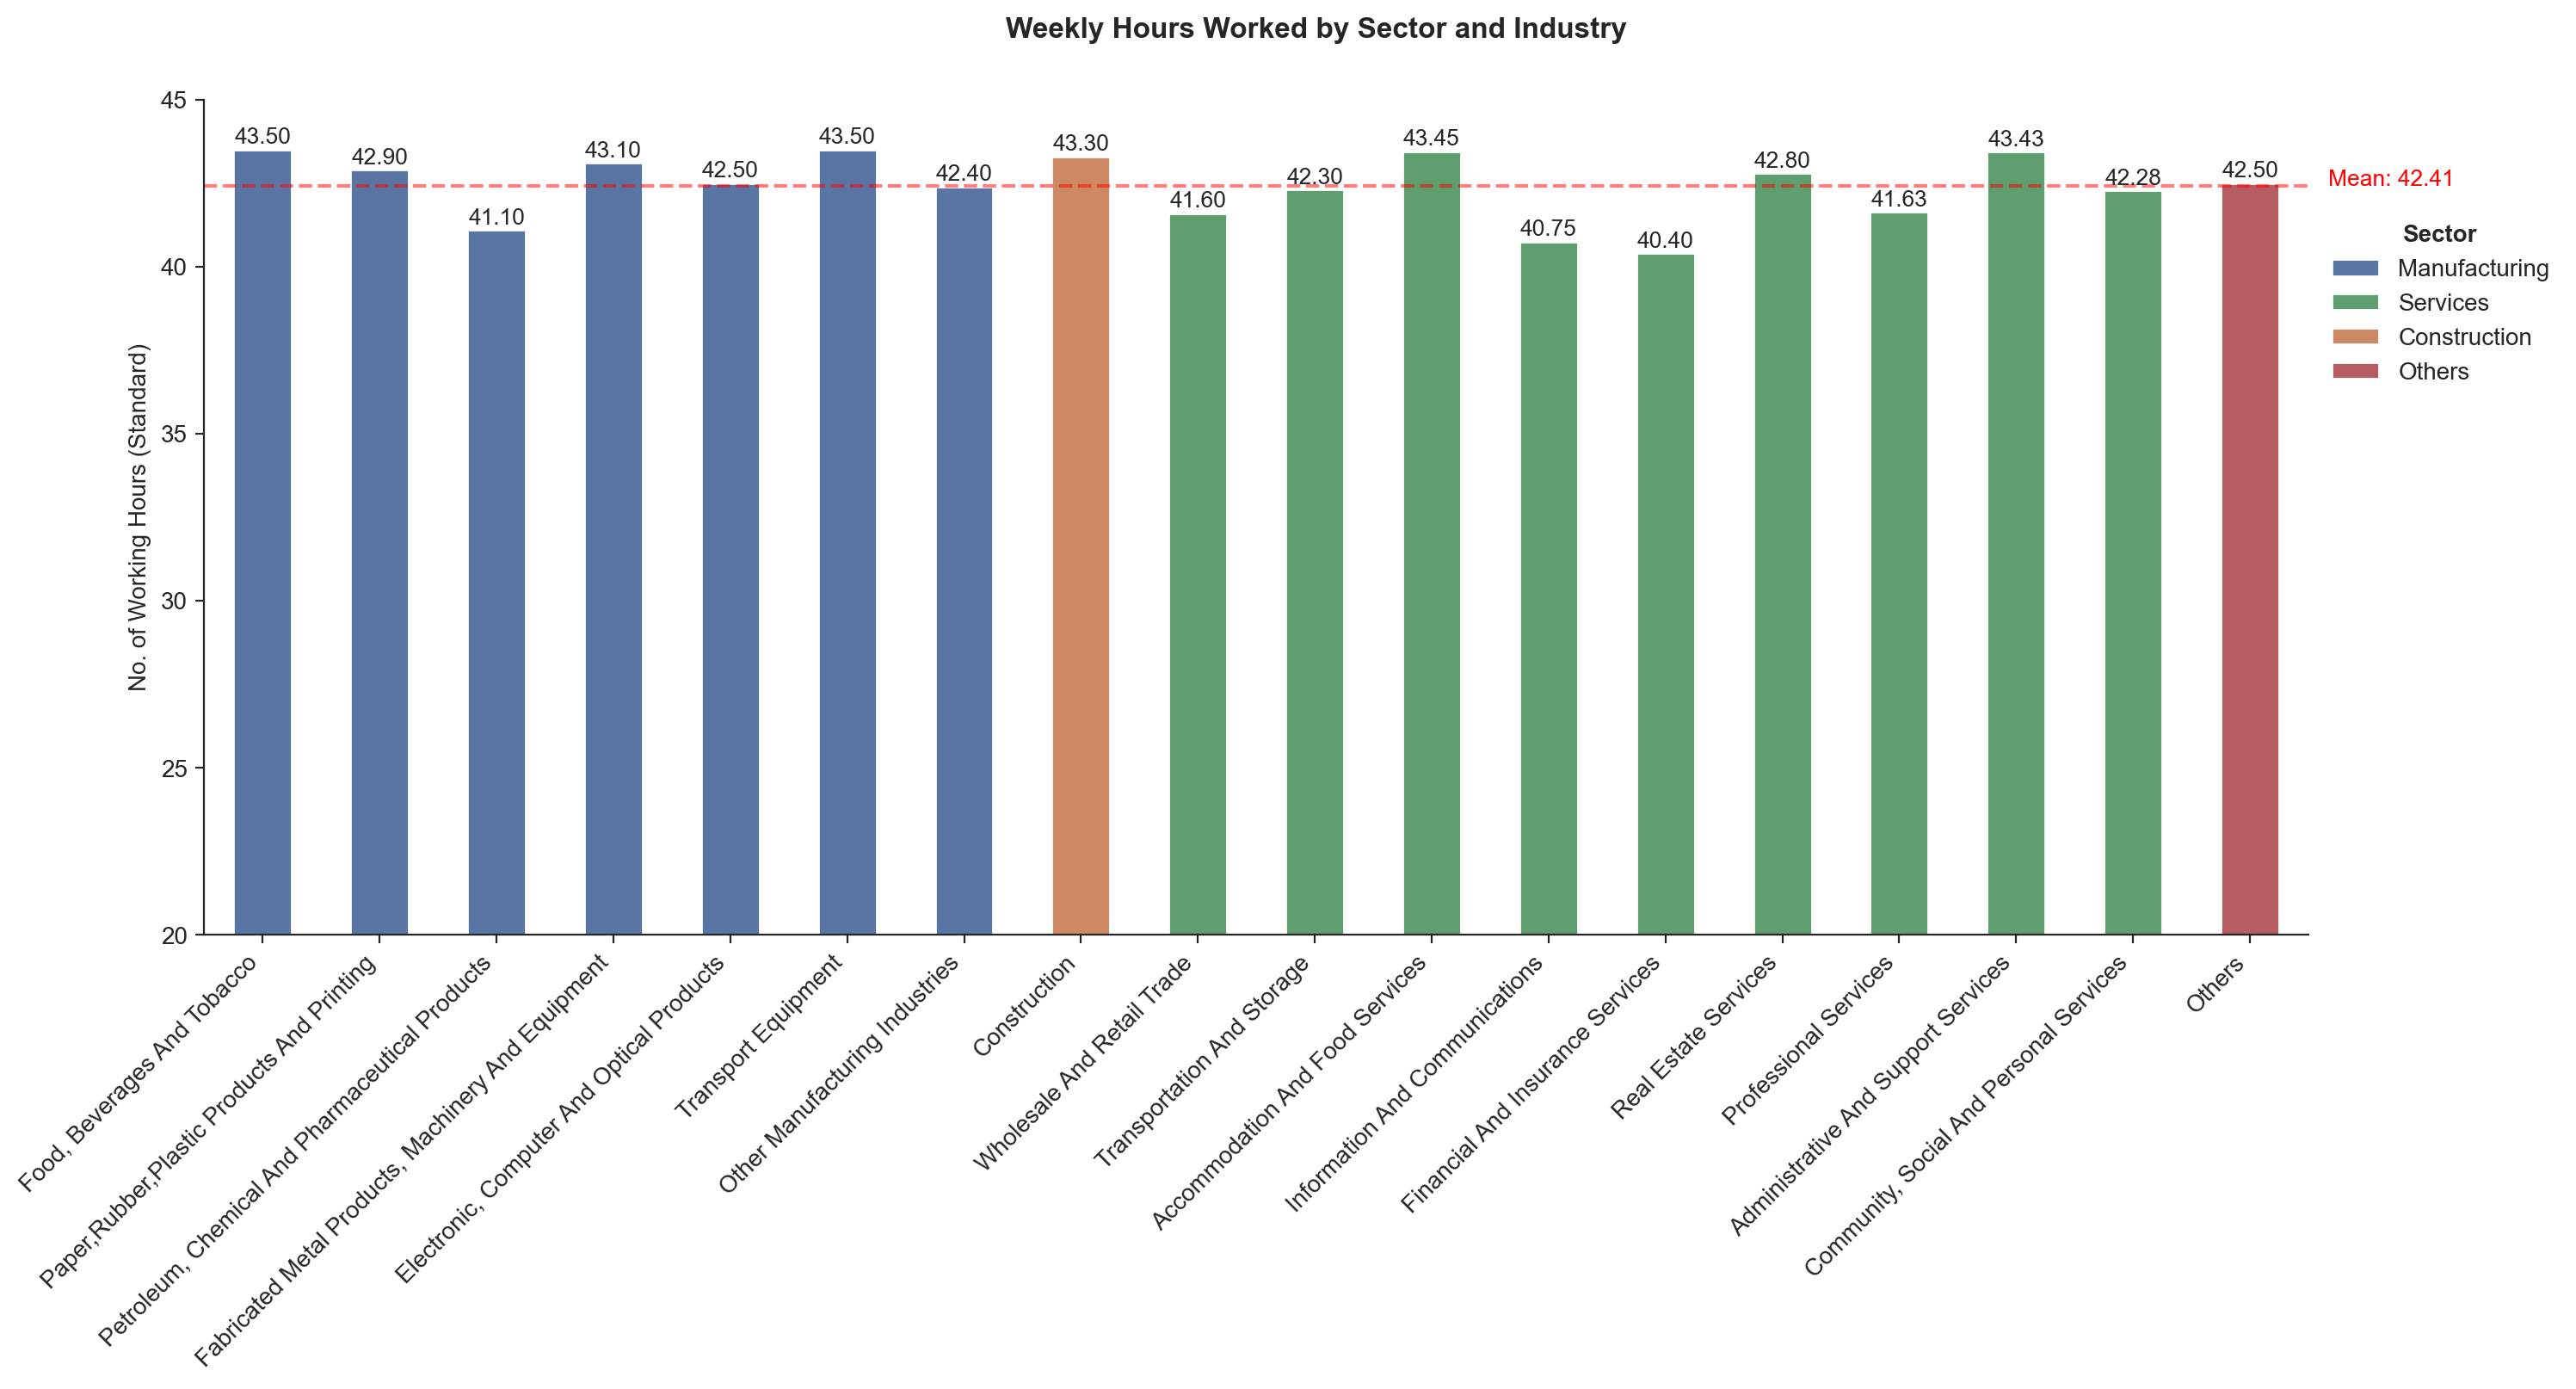 Weekly Hours Worked by Sector and Industry
No. of Working Hours (Standard)
45
40
35
30
25
20
43.50
42.90
41.10
43.10
42.50
43.50
42.40
43.30
41.60
42.30
43.45
40.75
40.40
42.80
41.63
43.43
42.28
42.50
Mean: 42.41
Sector
Manufacturing
Services
Construction
Others
Food, Beverages And Tobacco
Paper,Rubber,Plastic Products And Printing
Petroleum, Chemical And Pharmaceutical Products
Fabricated Metal Products, Machinery And Equipment
Electronic, Computer And Optical Products
Transport Equipment
Other Manufacturing Industries
Construction
Wholesale And Retail Trade
Transportation And Storage
Accommodation And Food Services
Information And Communications
Financial And Insurance Services
Real Estate Services
Professional Services
Administrative And Support Services
Community, Social And Personal Services
Others